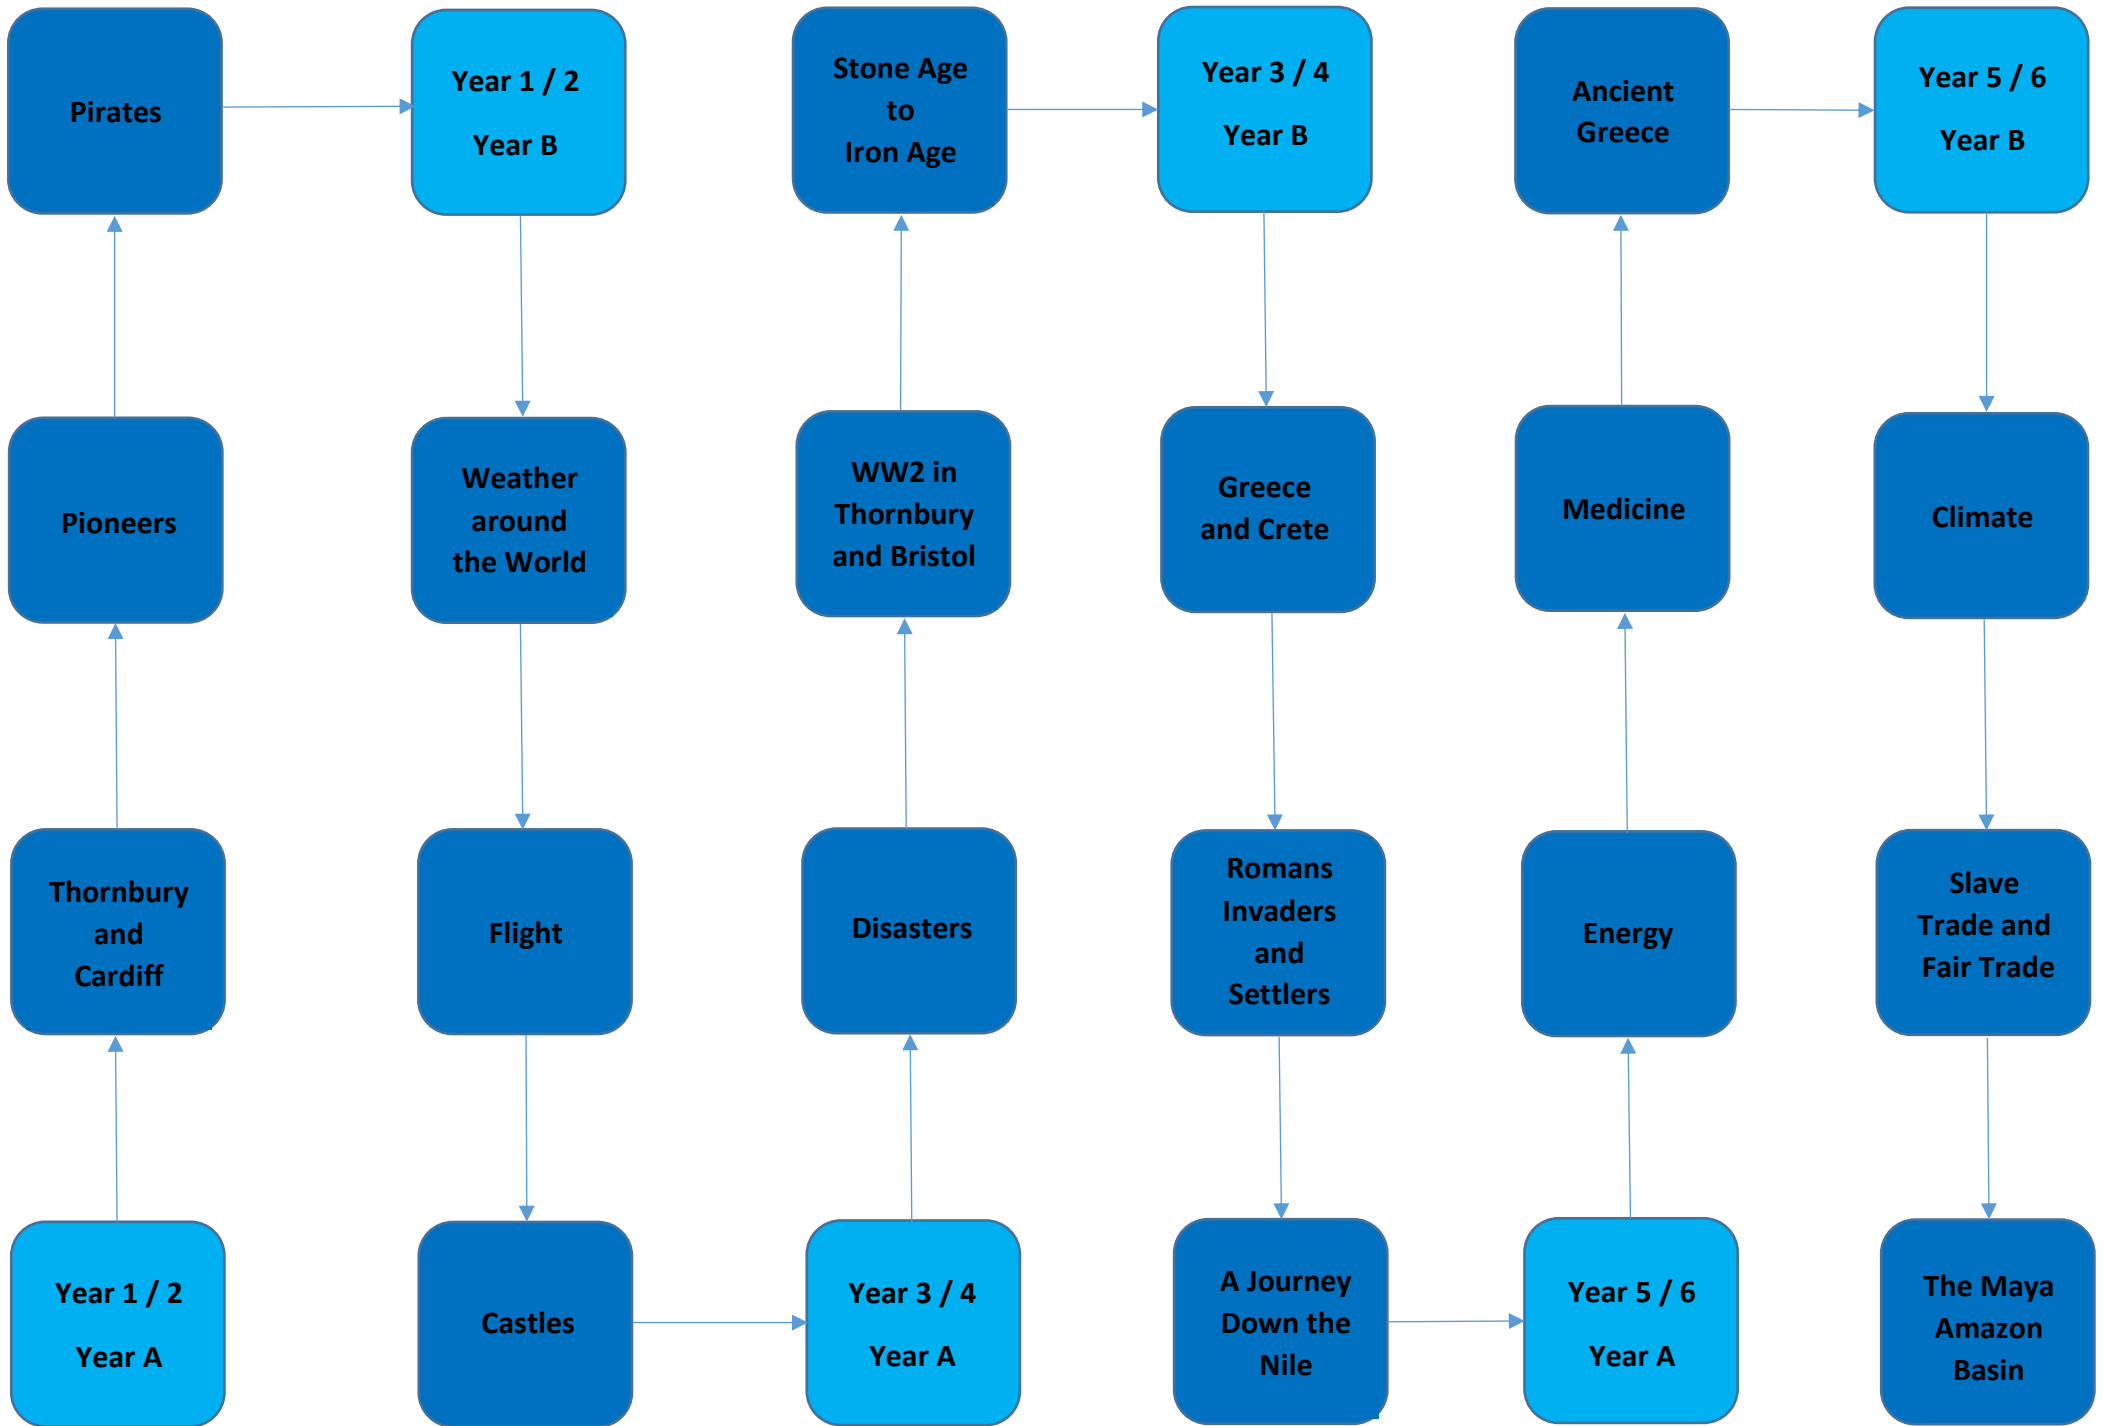 Pirates
Year 1 / 2
Year B
Stone Age
to
Iron Age
Year 3 / 4
Year B
Ancient
Greece
Year 5 / 6
Year B
Pioneers
Weather
around
the World
WW2 in
Thornbury
and Bristol
Greece
and Crete
Medicine
Climate
Thornbury
and
Cardiff
Flight
Disasters
Romans
Invaders
and
Settlers
Energy
Slave
Trade and
Fair Trade
Year 1 / 2
Year A
Castles
Year 3 / 4
Year A
A Journey
Down the
Nile
Year 5 / 6
Year A
The Maya
Amazon
Basin